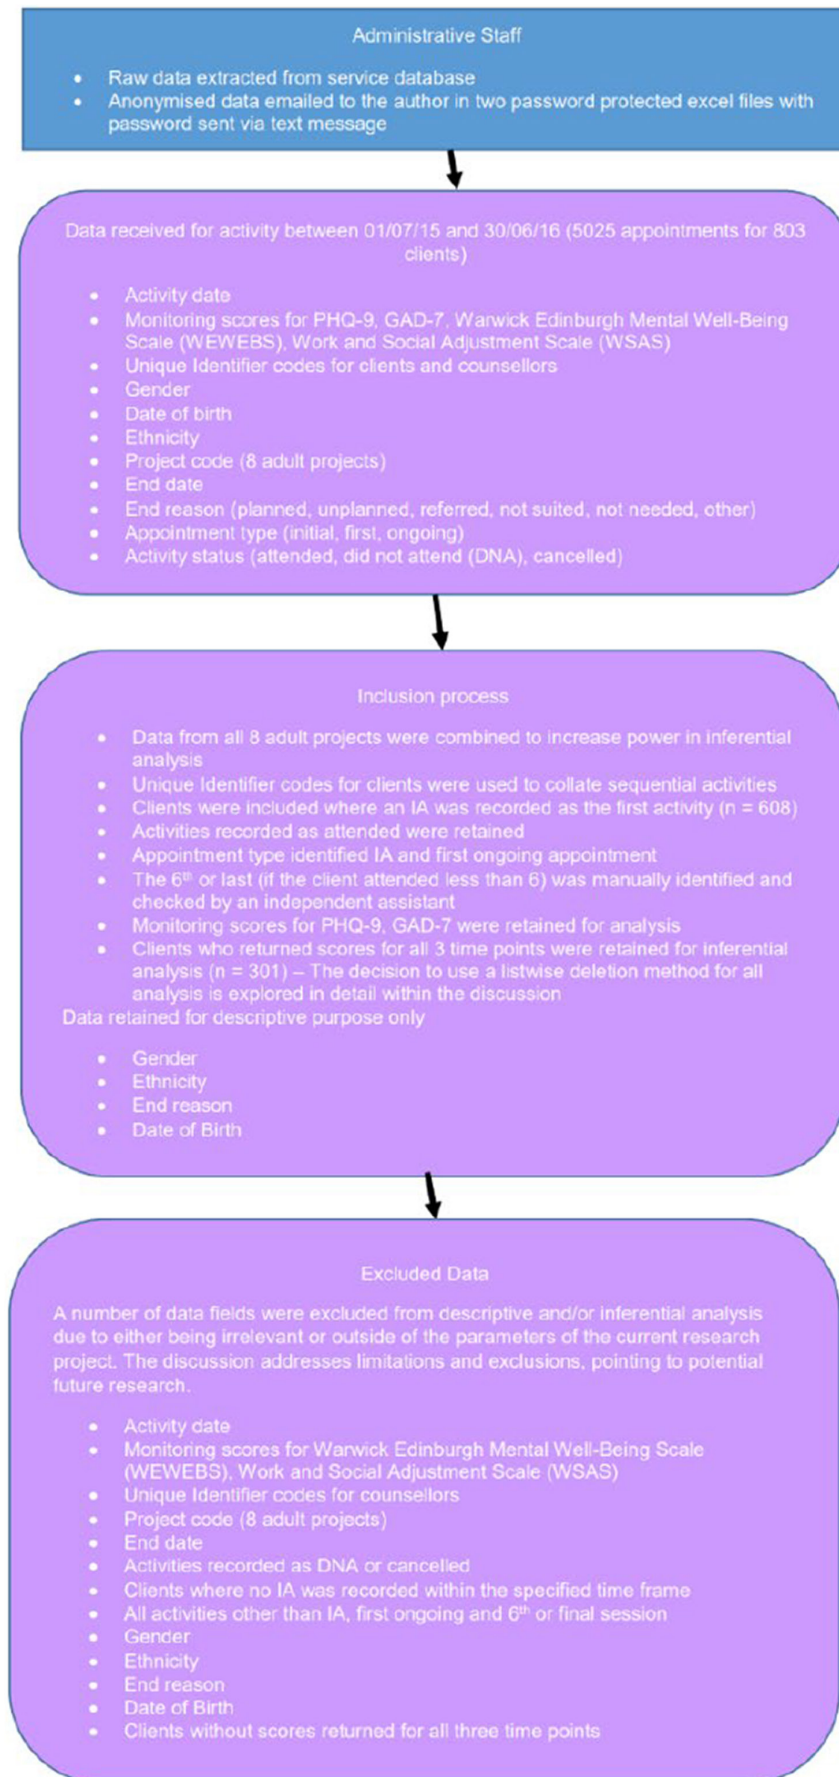 Administrative Staff
• Raw data extracted from service database
• Anonymised data emailed to the author in two password protected excel files with
password sent via text message
Data received for activity between 01/07/15 and 30/06/16 (5025 appointments for 803
clients)
• Activity date
• Monitoring scores for PHQ-9, GAD-7, Warwick Edinburgh Mental Well-Being
Scale (WEWEBS), Work and Social Adjustment Scale (WSAS)
• Unique Identifier codes for clients and counsellors
• Gender
• Date of birth
• Ethnicity
• Project code (8 adult projects)
• End date
• End reason (planned, unplanned, referred, not suited, not needed, other)
• Appointment type (initial, first, ongoing)
• Activity status (attended, did not attend (DNA), cancelled)
Inclusion process
• Data from all 8 adult projects were combined to increase power in inferential
analysis
• Unique Identifier codes for clients were used to collate sequential activities
• Clients were included where an IA was recorded as the first activity (n = 608)
• Activities recorded as attended were retained
• Appointment type identified IA and first ongoing appointment
• The 6th or last (if the client attended less than 6) was manually identified and
checked by an independent assistant
• Monitoring scores for PHQ-9, GAD-7 were retained for analysis
• Clients who returned scores for all 3 time points were retained for inferential
analysis (n = 301) – The decision to use a listwise deletion method for all
analysis is explored in detail within the discussion
Data retained for descriptive purpose only
• Gender
• Ethnicity
• End reason
• Date of Birth
Excluded Data
A number of data fields were excluded from descriptive and/or inferential analysis
due to either being irrelevant or outside of the parameters of the current research
project. The discussion addresses limitations and exclusions, pointing to potential
future research.
• Activity date
• Monitoring scores for Warwick Edinburgh Mental Well-Being Scale
(WEWEBS), Work and Social Adjustment Scale (WSAS)
• Unique Identifier codes for counsellors
• Project code (8 adult projects)
• End date
• Activities recorded as DNA or cancelled
• Clients where no IA was recorded within the specified time frame
• All activities other than IA, first ongoing and 6th or final session
• Gender
• Ethnicity
• End reason
• Date of Birth
• Clients without scores returned for all three time points